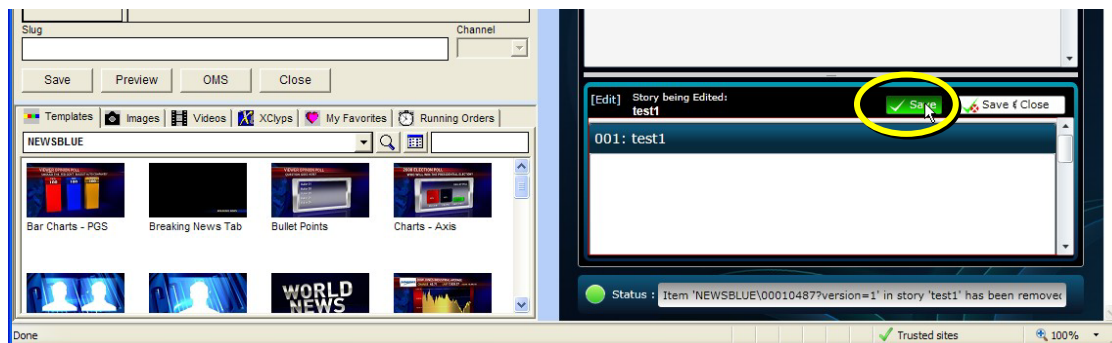 Slug
Channel
Save
Preview
OMS
Close
Templates
Images
Videos
XClyps
My Favorites
Running Orders
NEWSBLUE
Bar Charts - PGS
Breaking News Tab
Bullet Points
Charts - Axis
WORLD
NEWS
[Edit]
Story being Edited:
test1
Save
Save & Close
001: test1
Status :
Item 'NEWSBLUE\00010487?version=1' in story 'test1' has been removed
Done
Trusted sites
100%